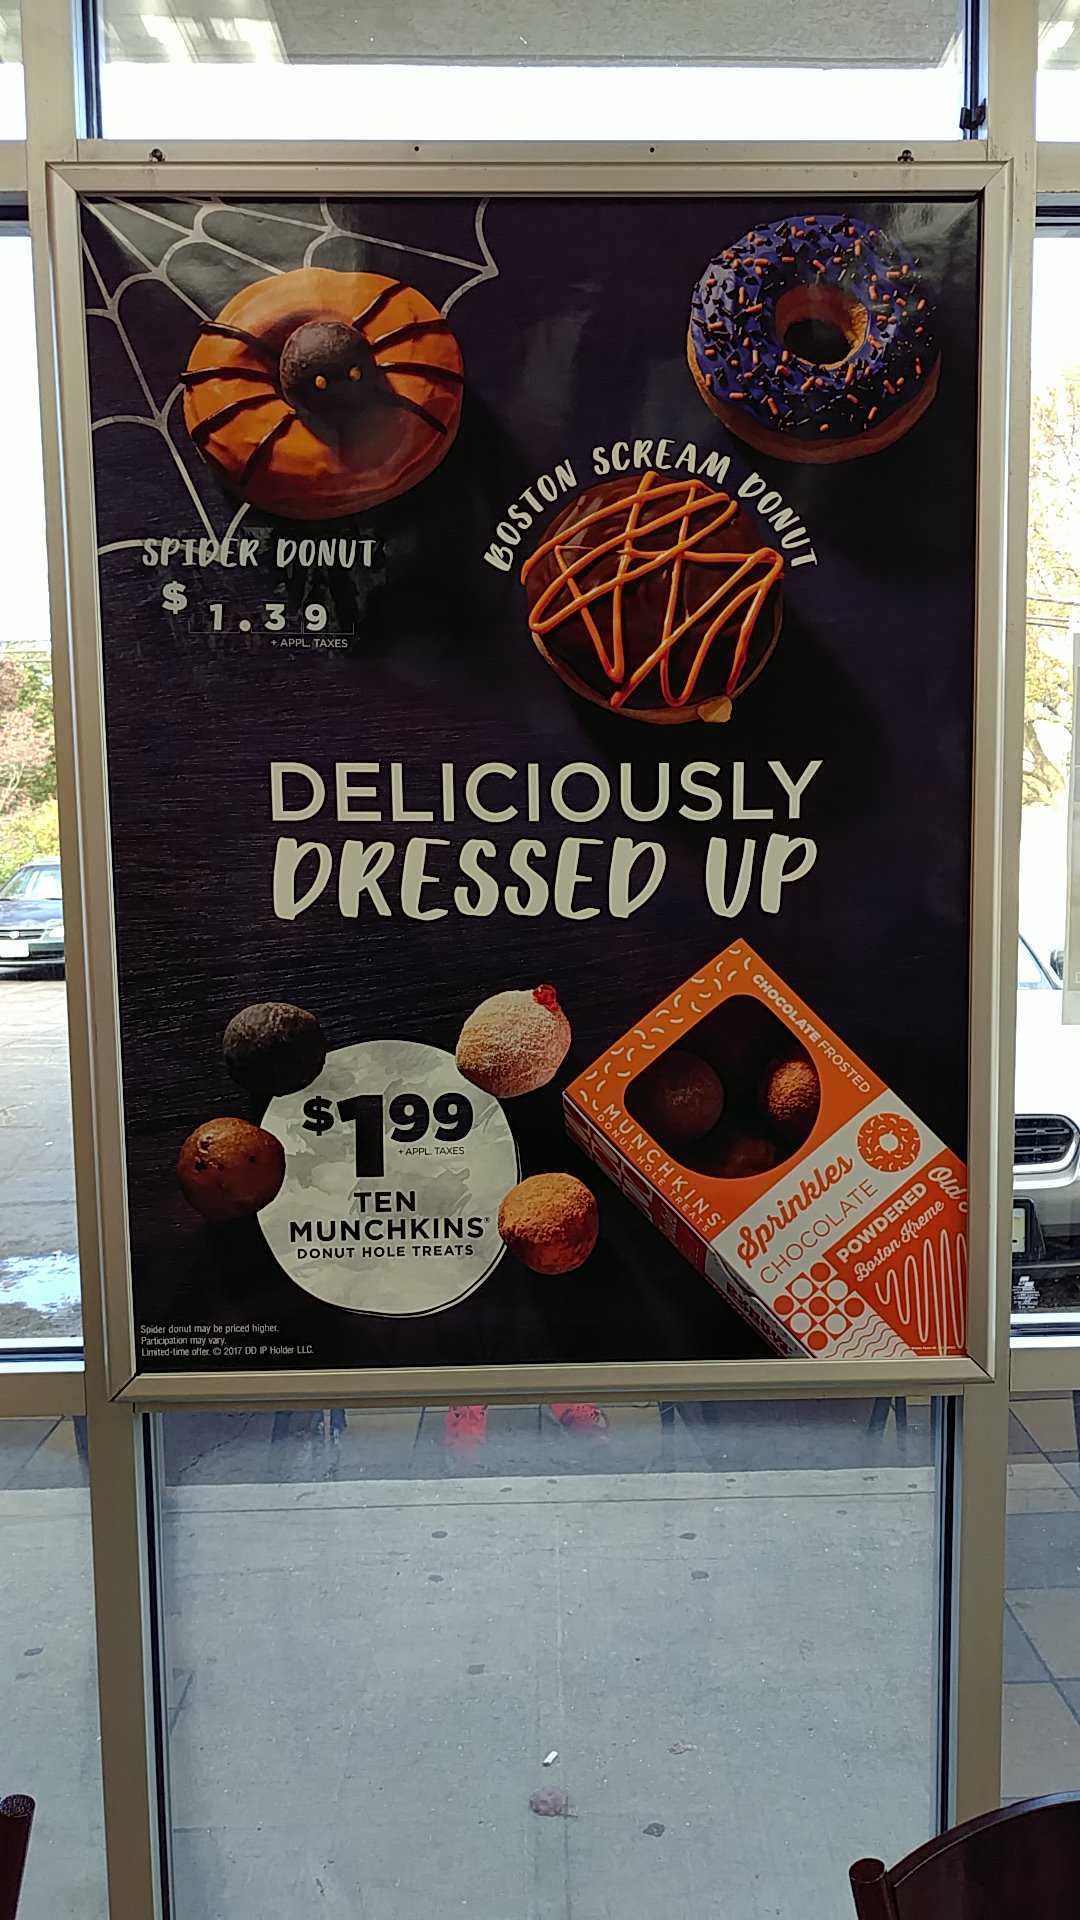 BOSTON SCREAM DONUT
SPIDER DONUT
$1.39
+ APPL. TAXES
DELICIOUSLY
DRESSED UP
$199
+ APPL. TAXES
TEN
MUNCHKINS®
DONUT HOLE TREATS
CHOCOLATE FROSTED
MUNCHKINS®
DONUT HOLE TREATS
Sprinkles
CHOCOLATE
POWDERED
Boston Kreme
Spider donut may be priced higher.
Participation may vary.
Limited-time offer. © 2017 DD IP Holder LLC.